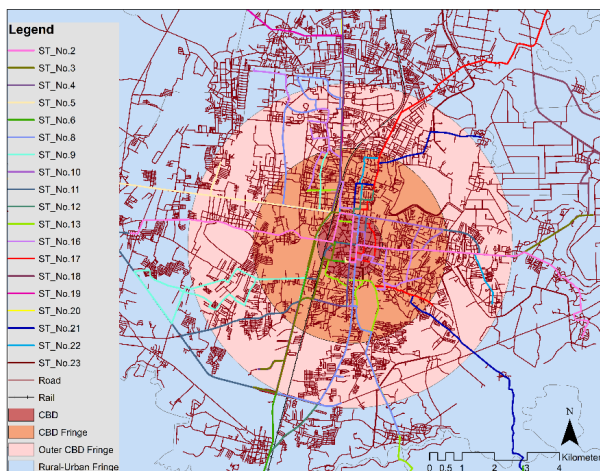 Legend
ST_No.2
ST_No.3
ST_No.4
ST_No.5
ST_No.6
ST_No.8
ST_No.9
ST_No.10
ST_No.11
ST_No.12
ST_No.13
ST_No.16
ST_No.17
ST_No.18
ST_No.19
ST_No.20
ST_No.21
ST_No.22
ST_No.23
Road
Rail
CBD
CBD Fringe
Outer CBD Fringe
Rural-Urban Fringe
N
Kilometer
0 0.5 1 2 3 4